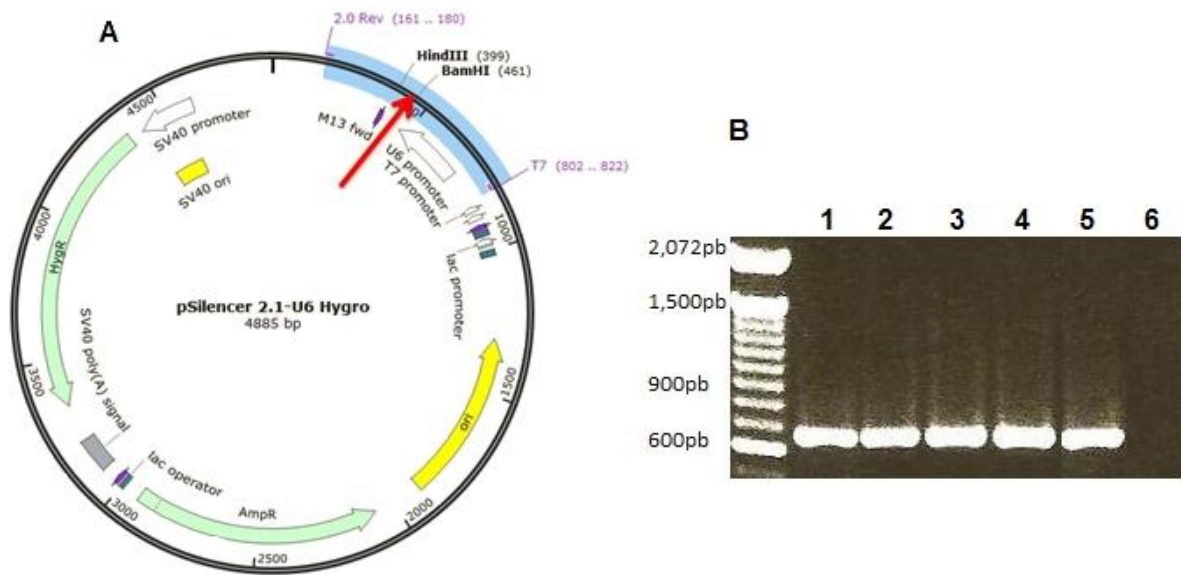 A
2.0 Rev (161 .. 180)
HindIII (399)
BamHI (461)
M13 fwd
U6 promoter
T7 promoter
T7 (802 .. 822)
1000
lac promoter
1500
ori
2000
2500
AmpR
3000
lac operator
SV40 poly(A) signal
3500
HygR
4000
4500
SV40 promoter
SV40 ori
pSilencer 2.1-U6 Hygro
4885 bp
B
1 2 3 4 5 6
2,072pb
1,500pb
900pb
600pb